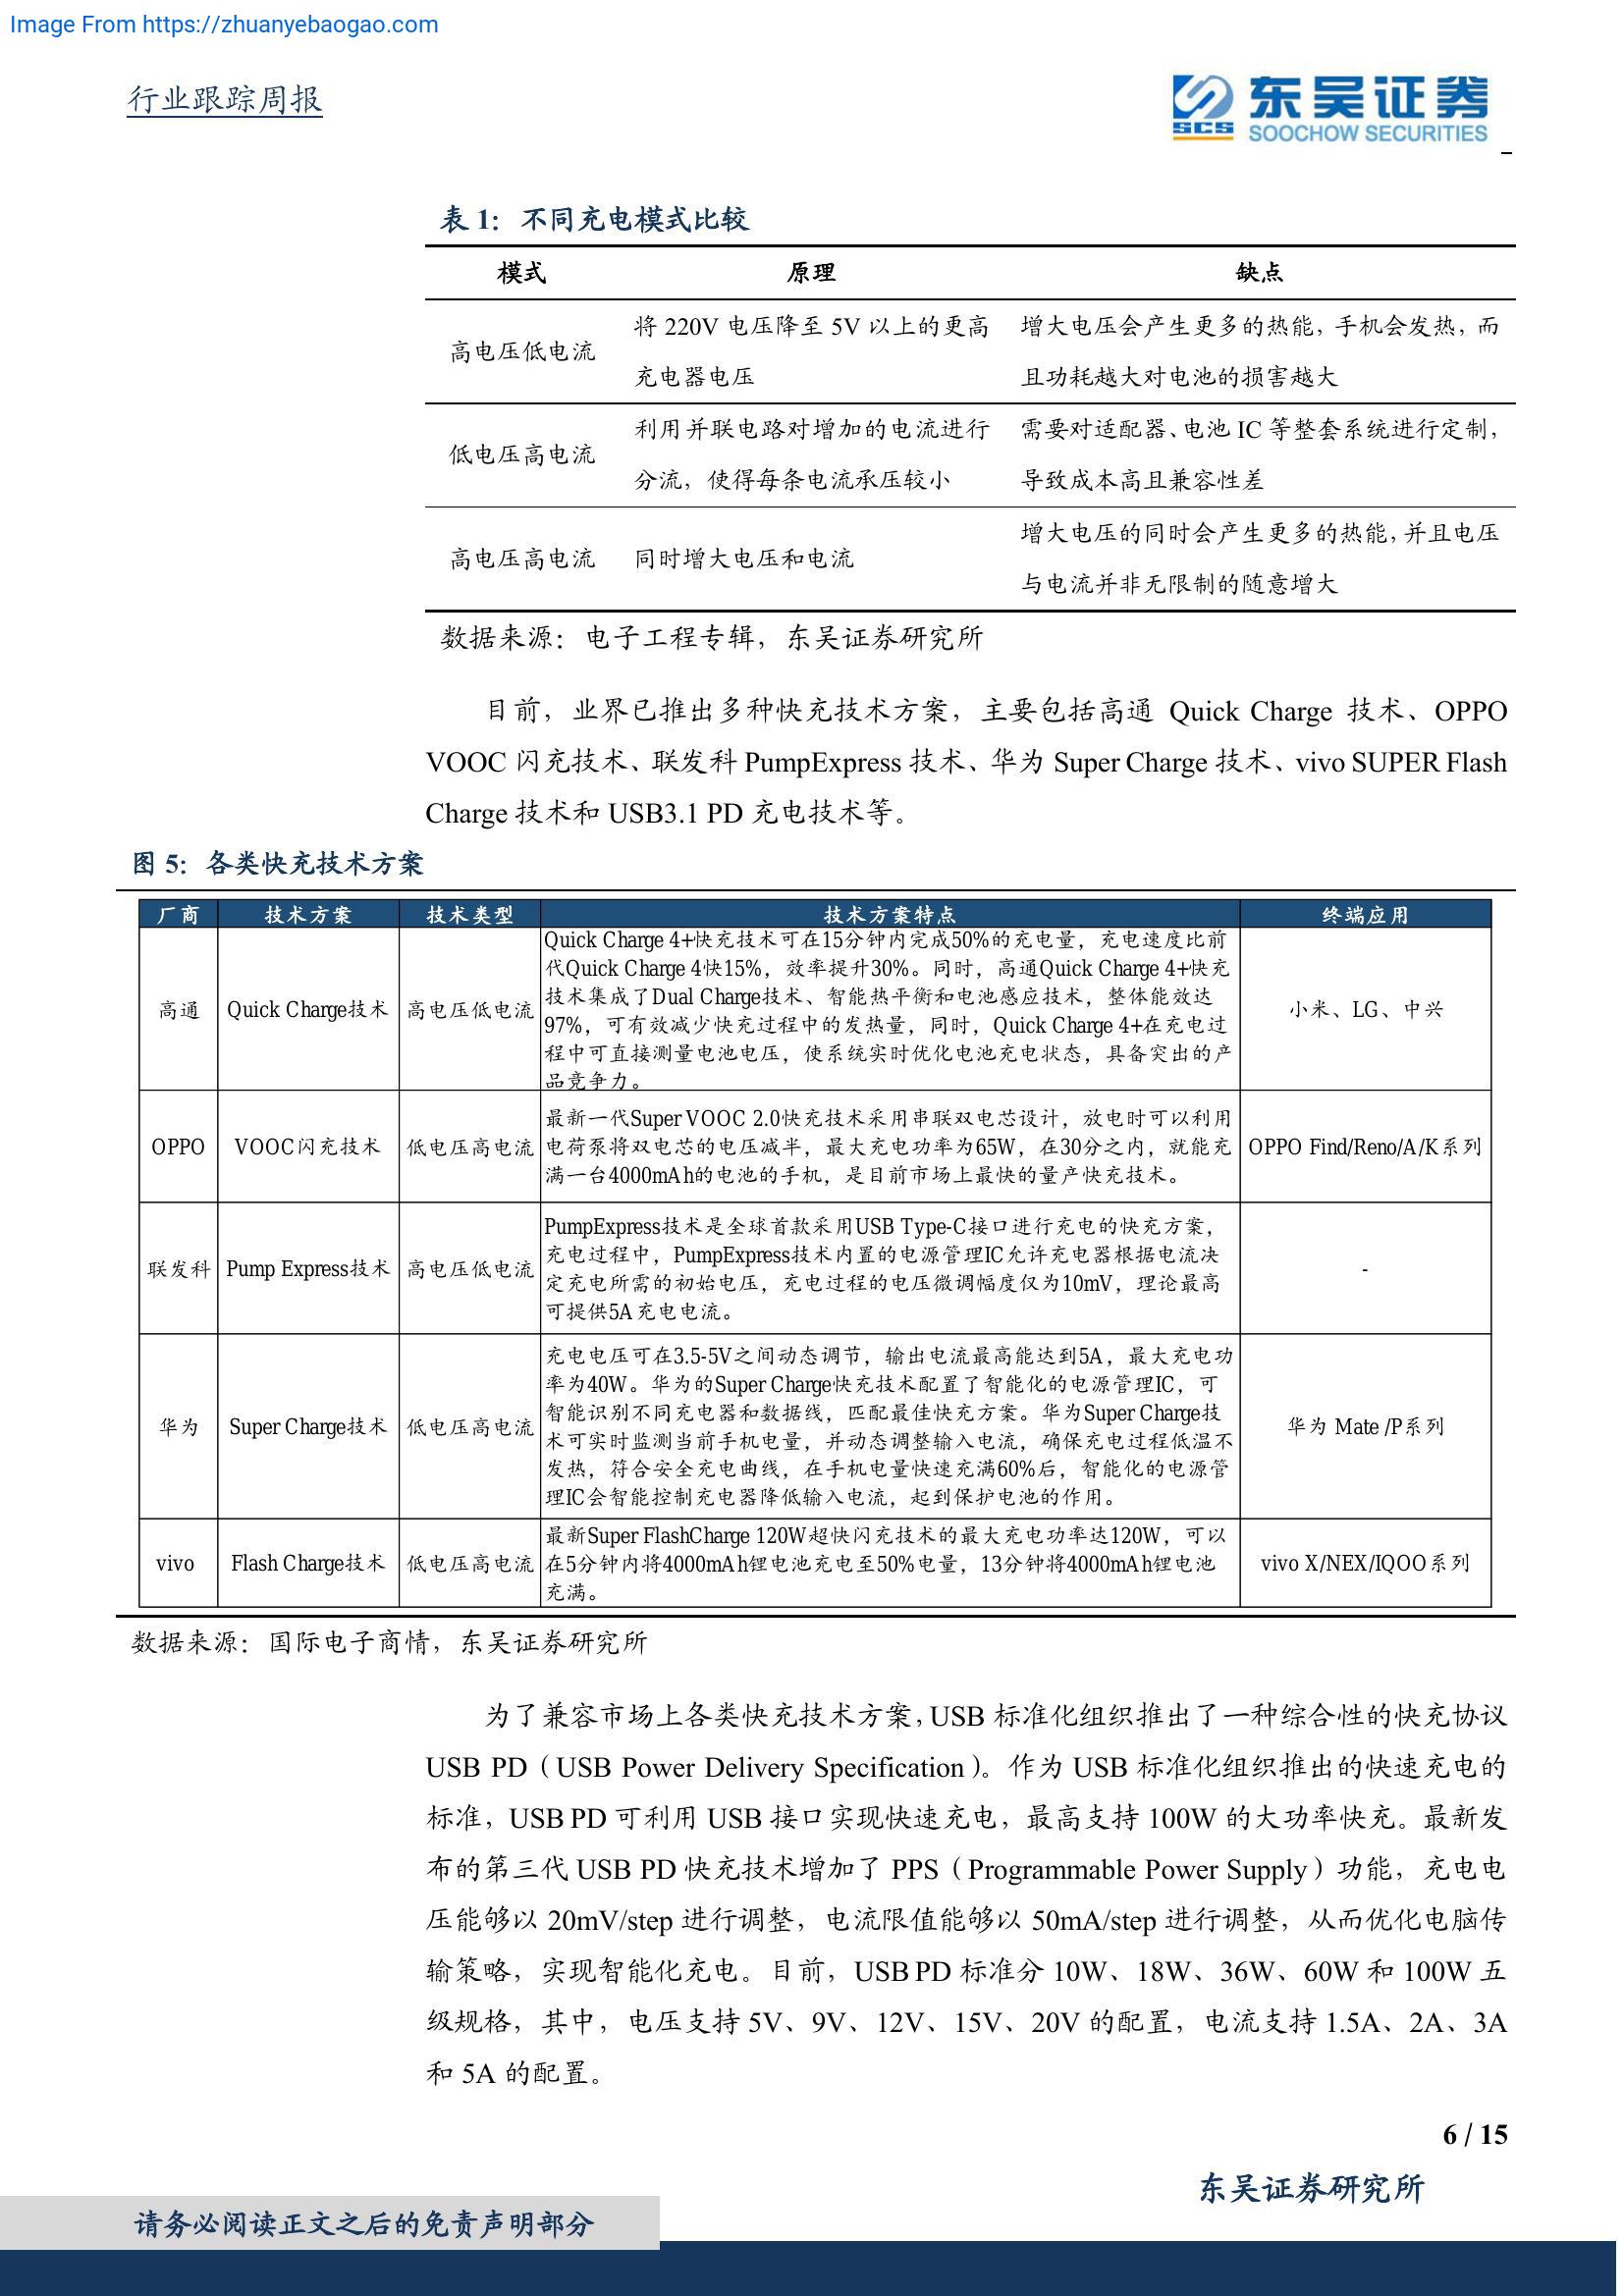 Image From https://zhuanyebaogao.com
行业跟踪周报
东吴证券
SCS
SOOCHOW SECURITIES
表 1：不同充电模式比较
模式 原理 缺点
高电压低电流 将 220V 电压降至 5V 以上的更高充电器电压 增大电压会产生更多的热能，手机会发热，而且功耗越大对电池的损害越大
低电压高电流 利用并联电路对增加的电流进行分流，使得每条电流承压较小 需要对适配器、电池 IC 等整套系统进行定制，导致成本高且兼容性差
高电压高电流 同时增大电压和电流 增大电压的同时会产生更多的热能，并且电压与电流并非无限制的随意增大
数据来源：电子工程专辑，东吴证券研究所
目前，业界已推出多种快充技术方案，主要包括高通 Quick Charge 技术、OPPO
VOOC 闪充技术、联发科 PumpExpress 技术、华为 Super Charge 技术、vivo SUPER Flash
Charge 技术和 USB3.1 PD 充电技术等。
图 5：各类快充技术方案
厂商 技术方案 技术类型 技术方案特点 终端应用
高通 Quick Charge技术 高电压低电流
Quick Charge 4+快充技术可在15分钟内完成50%的充电量，充电速度比前
代Quick Charge 4快15%，效率提升30%。同时，高通Quick Charge 4+快充
技术集成了Dual Charge技术、智能热平衡和电池感应技术，整体能效达
97%，可有效减少快充过程中的发热量，同时，Quick Charge 4+在充电过
程中可直接测量电池电压，使系统实时优化电池充电状态，具备突出的产
品竞争力。
小米、LG、中兴
OPPO VOOC闪充技术 低电压高电流
最新一代Super VOOC 2.0快充技术采用串联双电芯设计，放电时可以利用
电荷泵将双电芯的电压减半，最大充电功率为65W，在30分之内，就能充
满一台4000mAh的电池的手机，是目前市场上最快的量产快充技术。
OPPO Find/Reno/A/K系列
联发科 Pump Express技术 高电压低电流
PumpExpress技术是全球首款采用USB Type-C接口进行充电的快充方案，
充电过程中，PumpExpress技术内置的电源管理IC允许充电器根据电流决
定充电所需的初始电压，充电过程的电压微调幅度仅为10mV，理论最高
可提供5A充电电流。
-
华为 Super Charge技术 低电压高电流
充电电压可在3.5-5V之间动态调节，输出电流最高能达到5A，最大充电功
率为40W。华为的Super Charge快充技术配置了智能化的电源管理IC，可
智能识别不同充电器和数据线，匹配最佳快充方案。华为Super Charge技
术可实时监测当前手机电量，并动态调整输入电流，确保充电过程低温不
发热，符合安全充电曲线，在手机电量快速充满60%后，智能化的电源管
理IC会智能控制充电器降低输入电流，起到保护电池的作用。
华为 Mate /P系列
vivo Flash Charge技术 低电压高电流
最新Super FlashCharge 120W超快闪充技术的最大充电功率达120W，可以
在5分钟内将4000mAh锂电池充电至50%电量，13分钟将4000mAh锂电池
充满。
vivo X/NEX/IQOO系列
数据来源：国际电子商情，东吴证券研究所
为了兼容市场上各类快充技术方案，USB 标准化组织推出了一种综合性的快充协议
USB PD（USB Power Delivery Specification）。作为 USB 标准化组织推出的快速充电的
标准，USB PD 可利用 USB 接口实现快速充电，最高支持 100W 的大功率快充。最新发
布的第三代 USB PD 快充技术增加了 PPS（Programmable Power Supply）功能，充电电
压能够以 20mV/step 进行调整，电流限值能够以 50mA/step 进行调整，从而优化电脑传
输策略，实现智能化充电。目前，USB PD 标准分 10W、18W、36W、60W 和 100W 五
级规格，其中，电压支持 5V、9V、12V、15V、20V 的配置，电流支持 1.5A、2A、3A
和 5A 的配置。
6 / 15
东吴证券研究所
请务必阅读正文之后的免责声明部分